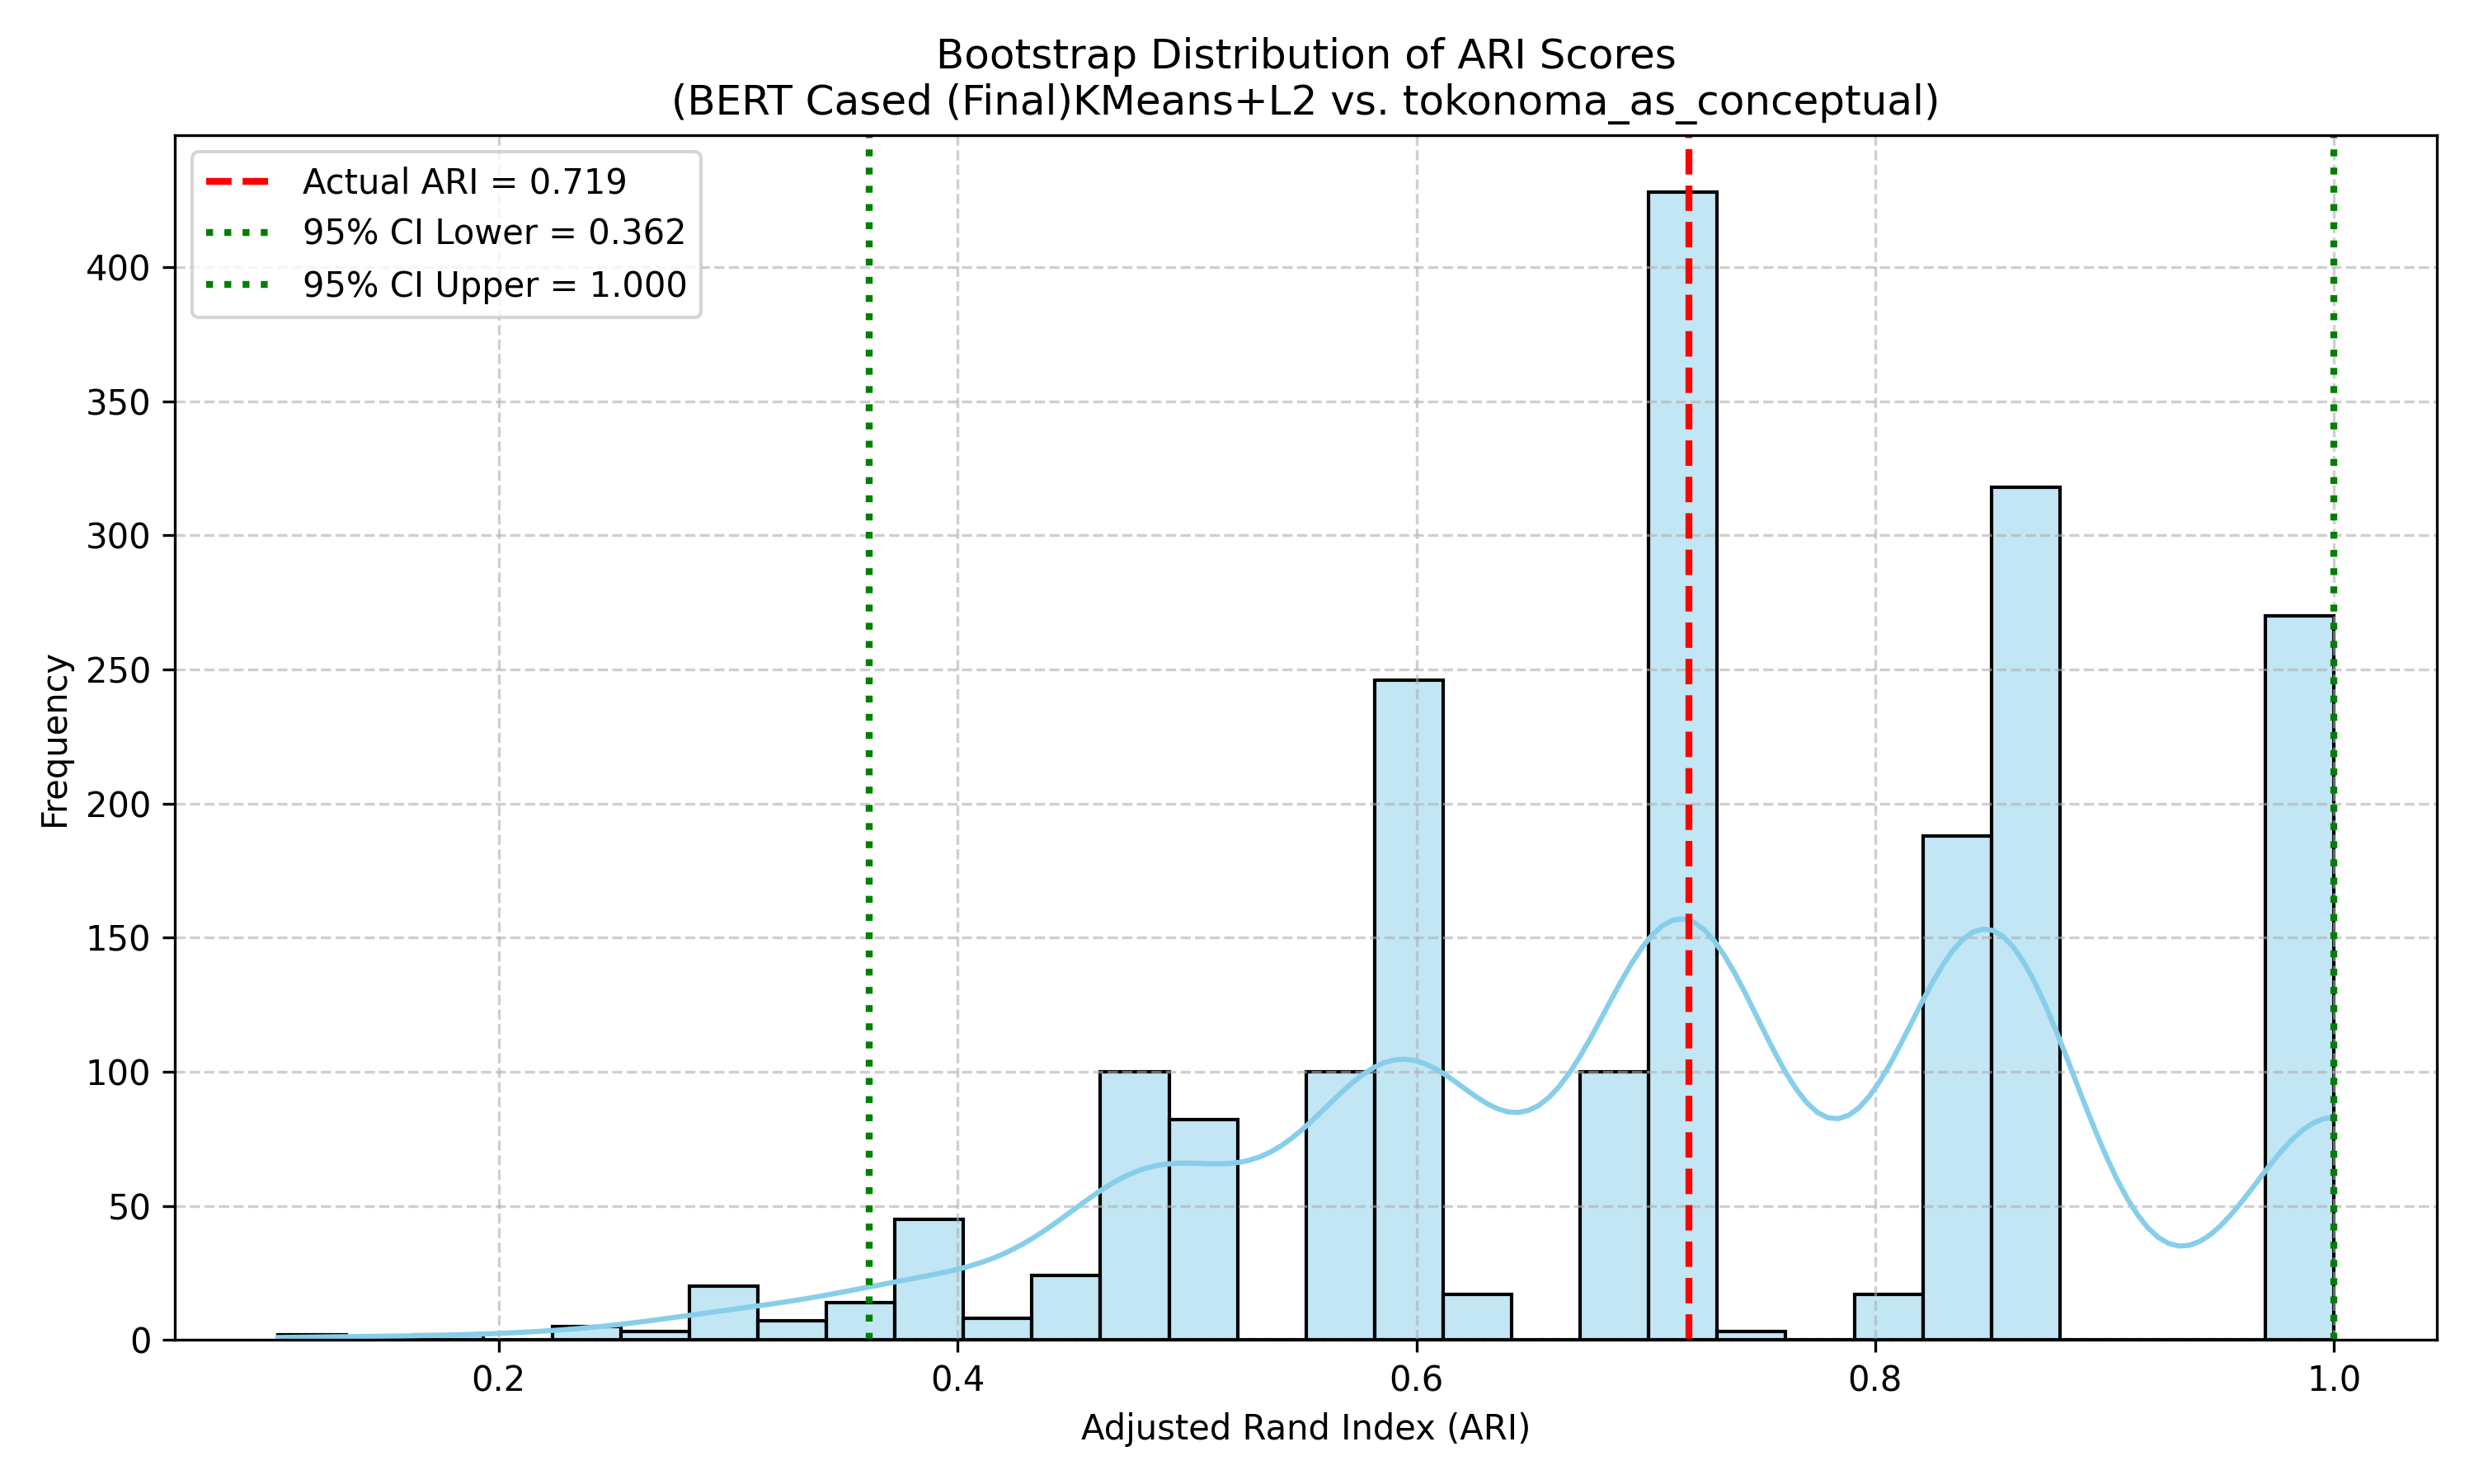 Bootstrap Distribution of ARI Scores
(BERT Cased (Final)KMeans+L2 vs. tokonoma_as_conceptual)
Actual ARI = 0.719
95% CI Lower = 0.362
95% CI Upper = 1.000
Frequency
400
350
300
250
200
150
100
50
0
0.2 0.4 0.6 0.8 1.0
Adjusted Rand Index (ARI)